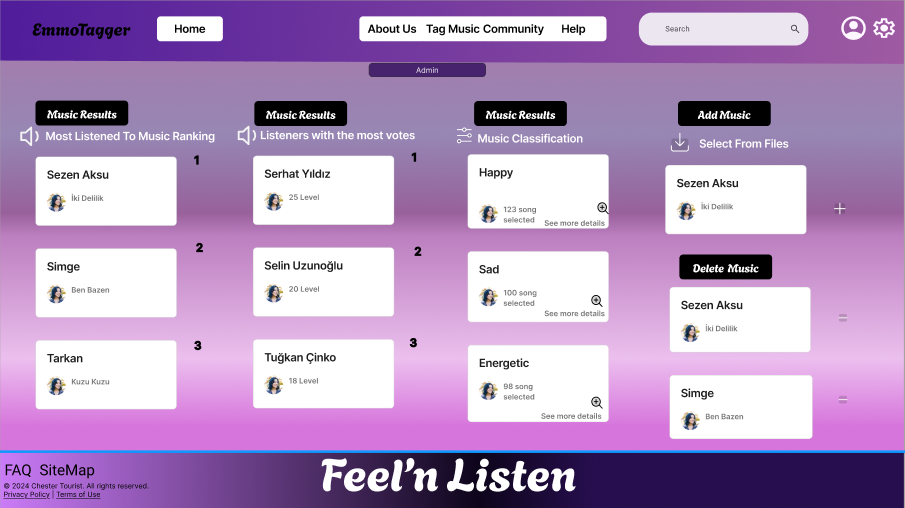 EmmoTagger
Home
About Us Tag Music Community Help
Search
Admin
Music Results
Most Listened To Music Ranking
1
Sezen Aksu
İki Delilik
2
Simge
Ben Bazen
3
Tarkan
Kuzu Kuzu
Music Results
Listeners with the most votes
1
Serhat Yıldız
25 Level
2
Selin Uzunoğlu
20 Level
3
Tuğkan Çinko
18 Level
Music Results
Music Classification
Happy
123 song
selected
See more details
Sad
100 song
selected
See more details
Energetic
98 song
selected
See more details
Add Music
Select From Files
Sezen Aksu
İki Delilik
+
Delete Music
Sezen Aksu
İki Delilik
=
Simge
Ben Bazen
=
FAQ SiteMap
© 2024 Chester Tourist. All rights reserved.
Privacy Policy | Terms of Use
Feel'n Listen